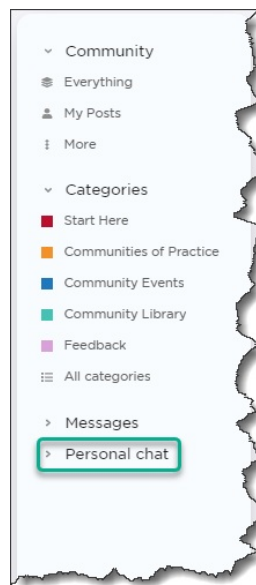 Community
Everything
My Posts
More
Categories
Start Here
Communities of Practice
Community Events
Community Library
Feedback
All categories
Messages
Personal chat